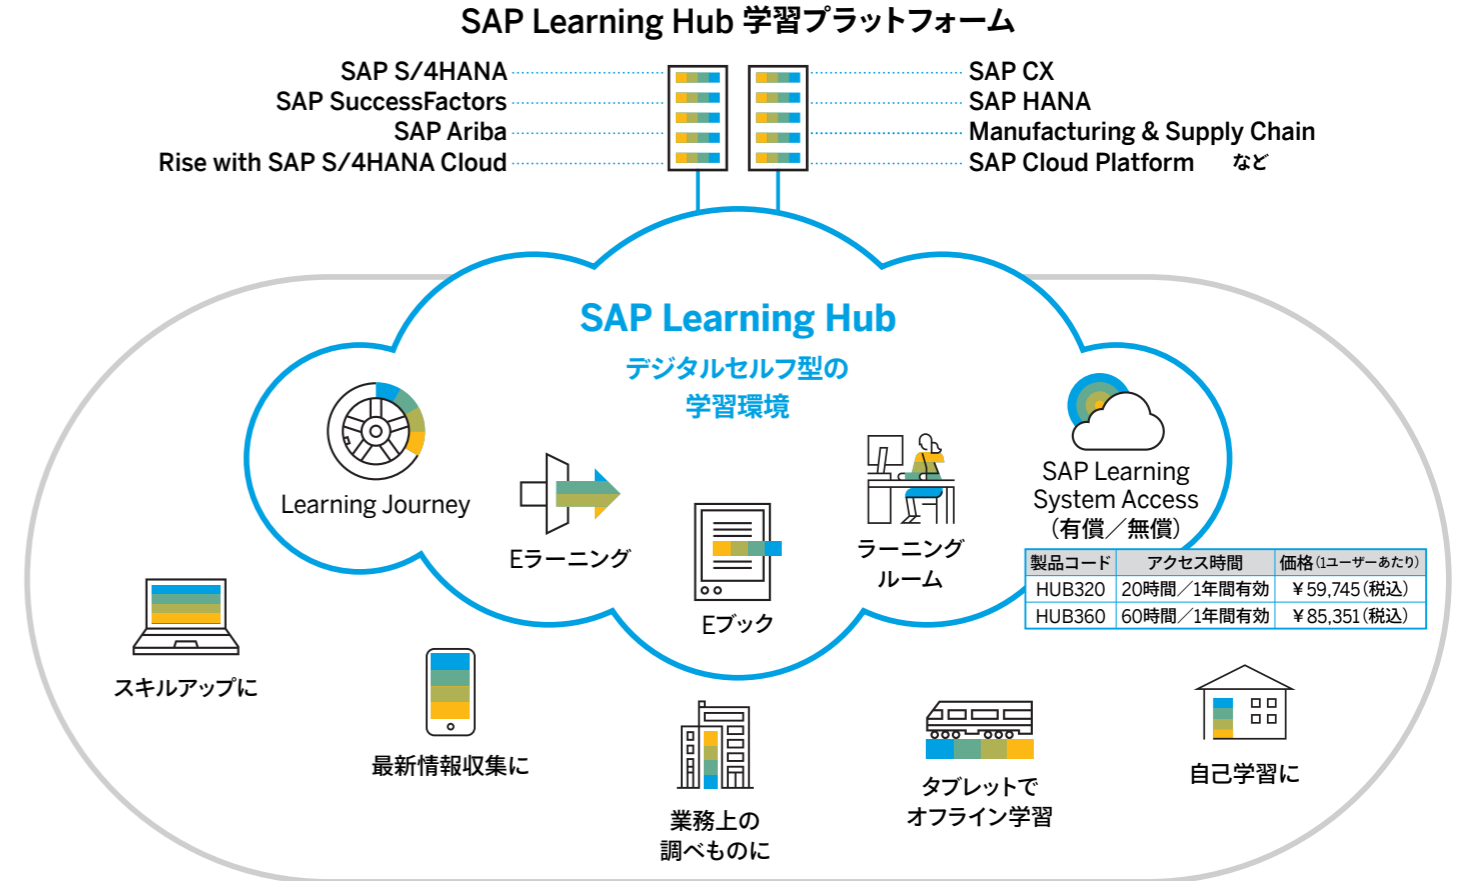 SAP Learning Hub 学習プラットフォーム
SAP S/4HANA
SAP SuccessFactors
SAP Ariba
Rise with SAP S/4HANA Cloud
SAP CX
SAP HANA
Manufacturing & Supply Chain
SAP Cloud Platform など
SAP Learning Hub
デジタルセルフ型の
学習環境
Learning Journey
Eラーニング
Eブック
ラーニング
ルーム
SAP Learning
System Access
（有償／無償）
製品コード アクセス時間 価格（1ユーザーあたり）
HUB320 20時間／1年間有効 ￥59,745（税込）
HUB360 60時間／1年間有効 ￥85,351（税込）
スキルアップに
最新情報収集に
業務上の
調べものに
タブレットで
オフライン学習
自己学習に